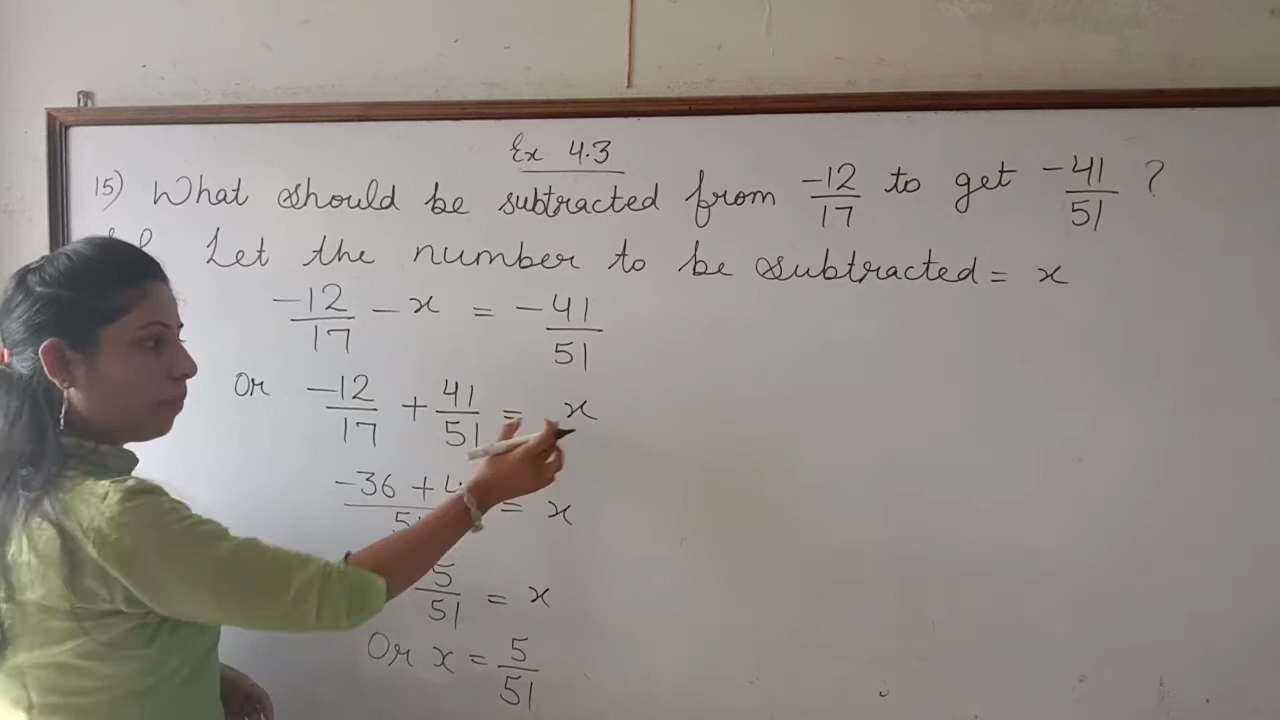 Ex 4.3
15) What should be subtracted from -12/17 to get -41/51 ?
Let the number to be subtracted = x
-12/17 - x = -41/51
Or -12/17 + 41/51 = x
-36 + = x
5/51 = x
Or x = 5/51